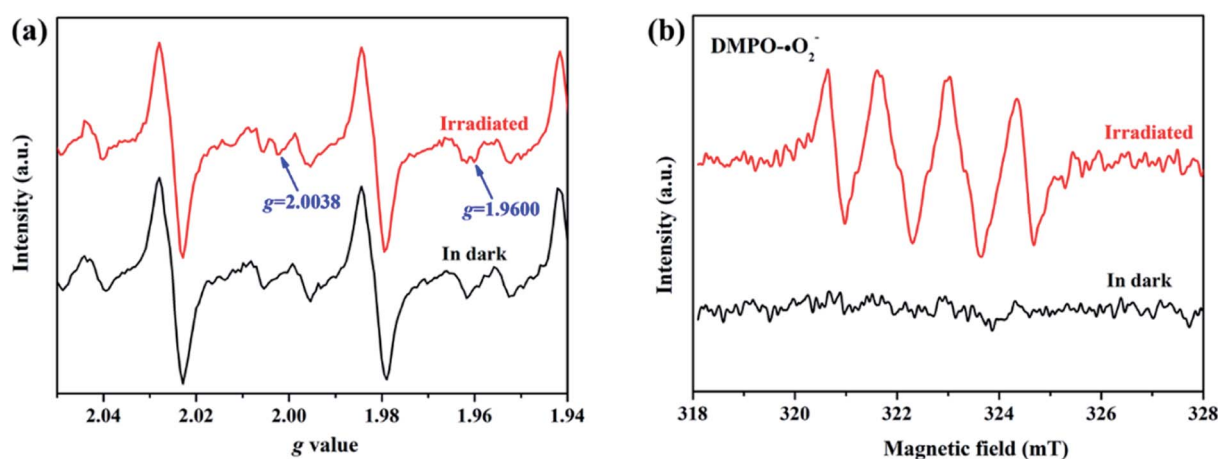 (a)
Intensity (a.u.)
Irradiated
g=2.0038
g=1.9600
In dark
2.04 2.02 2.00 1.98 1.96 1.94
g value
(b)
Intensity (a.u.)
DMPO-•O₂⁻
Irradiated
In dark
318 320 322 324 326 328
Magnetic field (mT)